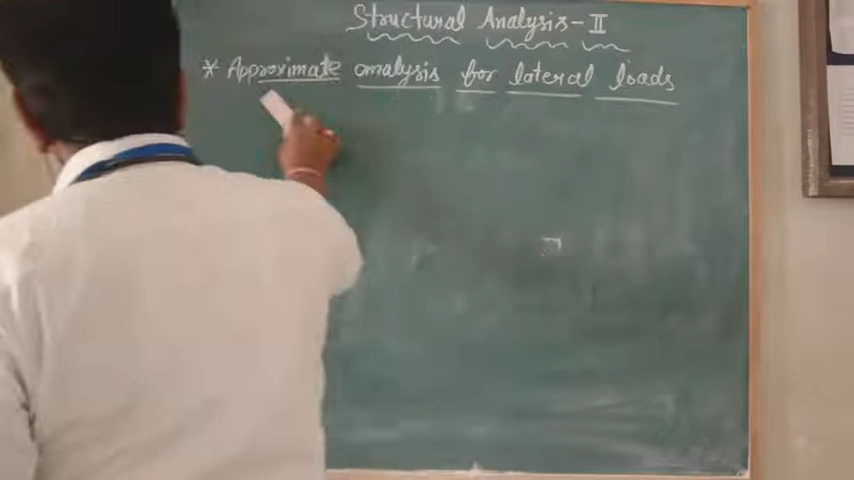 Structural Analysis-II
* Approximate analysis for lateral loads